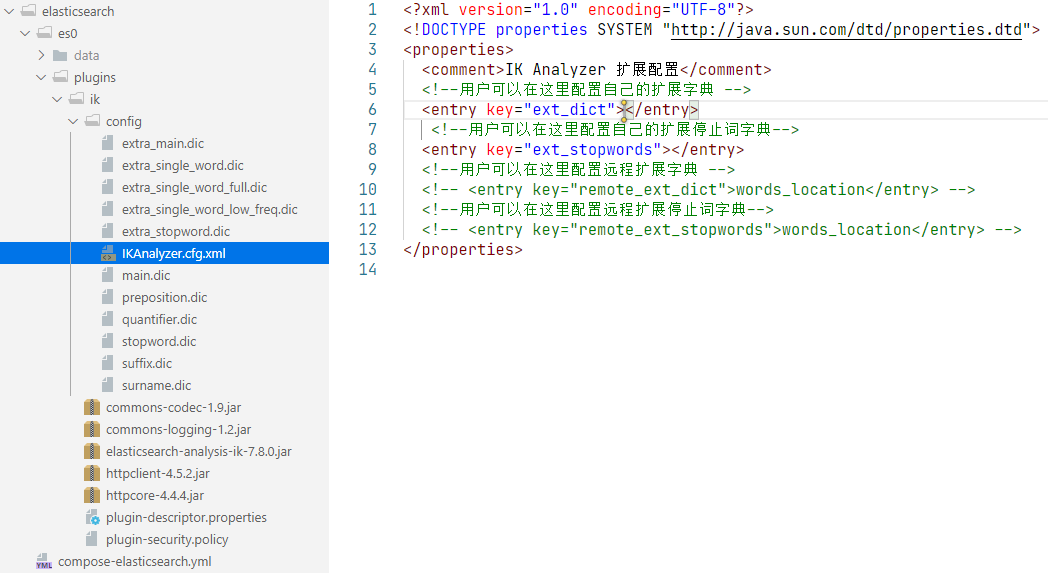 elasticsearch
es0
data
plugins
ik
config
extra_main.dic
extra_single_word.dic
extra_single_word_full.dic
extra_single_word_low_freq.dic
extra_stopword.dic
IKAnalyzer.cfg.xml
main.dic
preposition.dic
quantifier.dic
stopword.dic
suffix.dic
surname.dic
commons-codec-1.9.jar
commons-logging-1.2.jar
elasticsearch-analysis-ik-7.8.0.jar
httpclient-4.5.2.jar
httpcore-4.4.4.jar
plugin-descriptor.properties
plugin-security.policy
YML compose-elasticsearch.yml
1 <?xml version="1.0" encoding="UTF-8"?>
2 <!DOCTYPE properties SYSTEM "http://java.sun.com/dtd/properties.dtd">
3 <properties>
4 <comment>IK Analyzer 扩展配置</comment>
5 <!--用户可以在这里配置自己的扩展字典 -->
6 <entry key="ext_dict"></entry>
7 <!--用户可以在这里配置自己的扩展停止词字典-->
8 <entry key="ext_stopwords"></entry>
9 <!--用户可以在这里配置远程扩展字典 -->
10 <!-- <entry key="remote_ext_dict">words_location</entry> -->
11 <!--用户可以在这里配置远程扩展停止词字典-->
12 <!-- <entry key="remote_ext_stopwords">words_location</entry> -->
13 </properties>
14